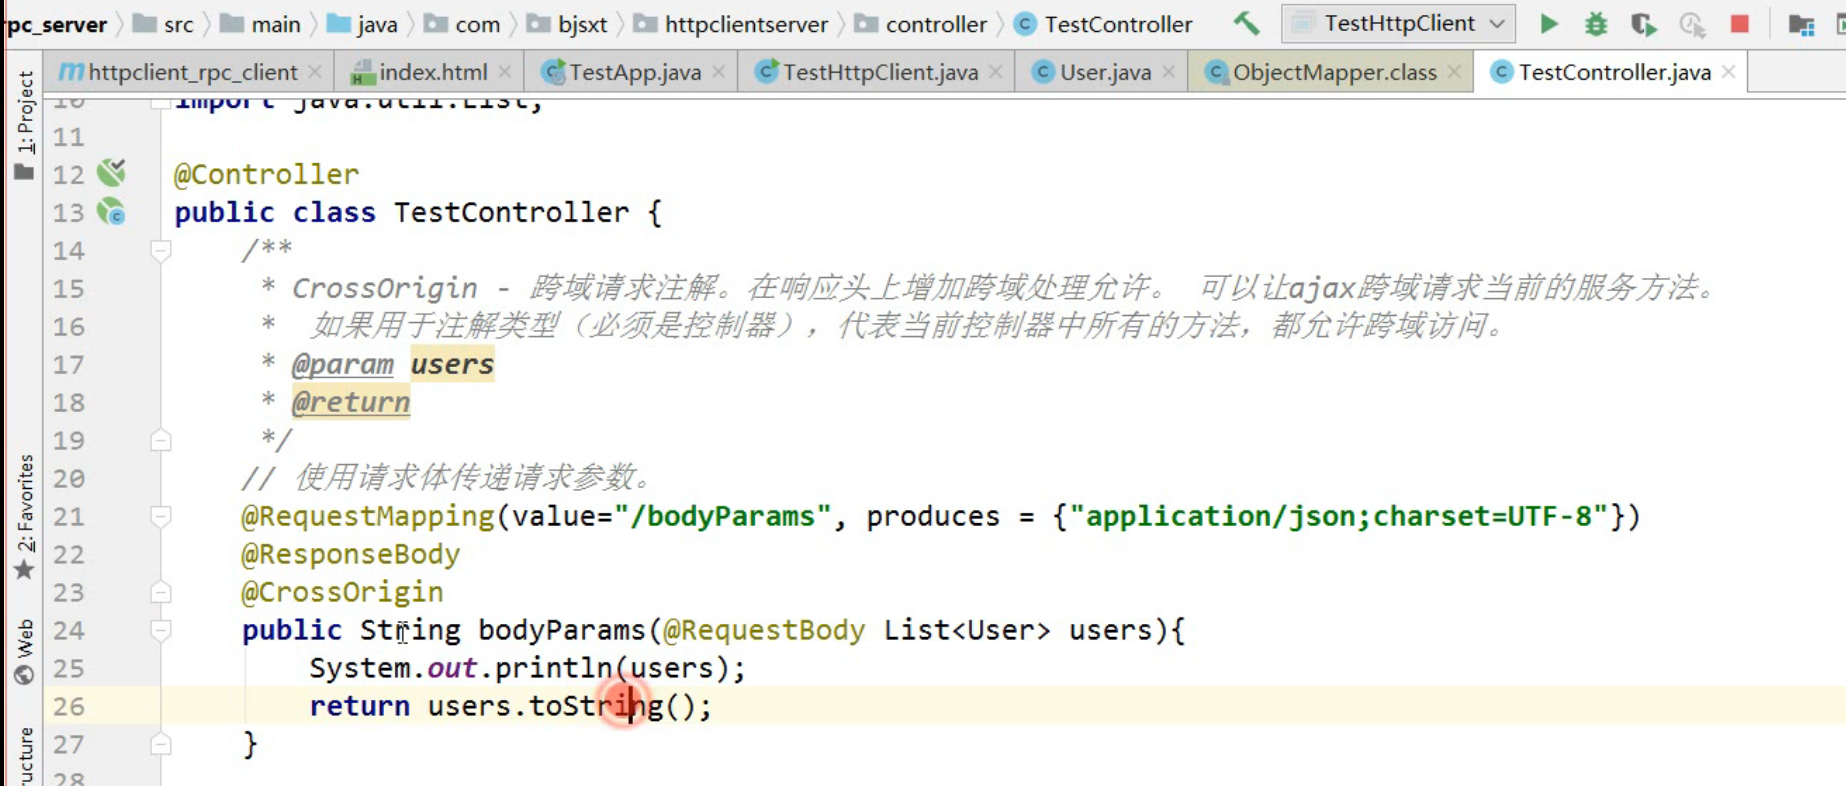 pc_server src main java com bjsxt httpclientserver controller TestController TestHttpClient
httpclient_rpc_client index.html TestApp.java TestHttpClient.java User.java ObjectMapper.class TestController.java
1: Project
2: Favorites
Web
ructure
10 import java.util.List;
11
12 @Controller
13 public class TestController {
14 /**
15 * CrossOrigin - 跨域请求注解。在响应头上增加跨域处理允许。 可以让ajax跨域请求当前的服务方法。
16 * 如果用于注解类型（必须是控制器），代表当前控制器中所有的方法，都允许跨域访问。
17 * @param users
18 * @return
19 */
20 // 使用请求体传递请求参数。
21 @RequestMapping(value="/bodyParams", produces = {"application/json;charset=UTF-8"})
22 @ResponseBody
23 @CrossOrigin
24 public String bodyParams(@RequestBody List<User> users){
25 System.out.println(users);
26 return users.toString();
27 }
28